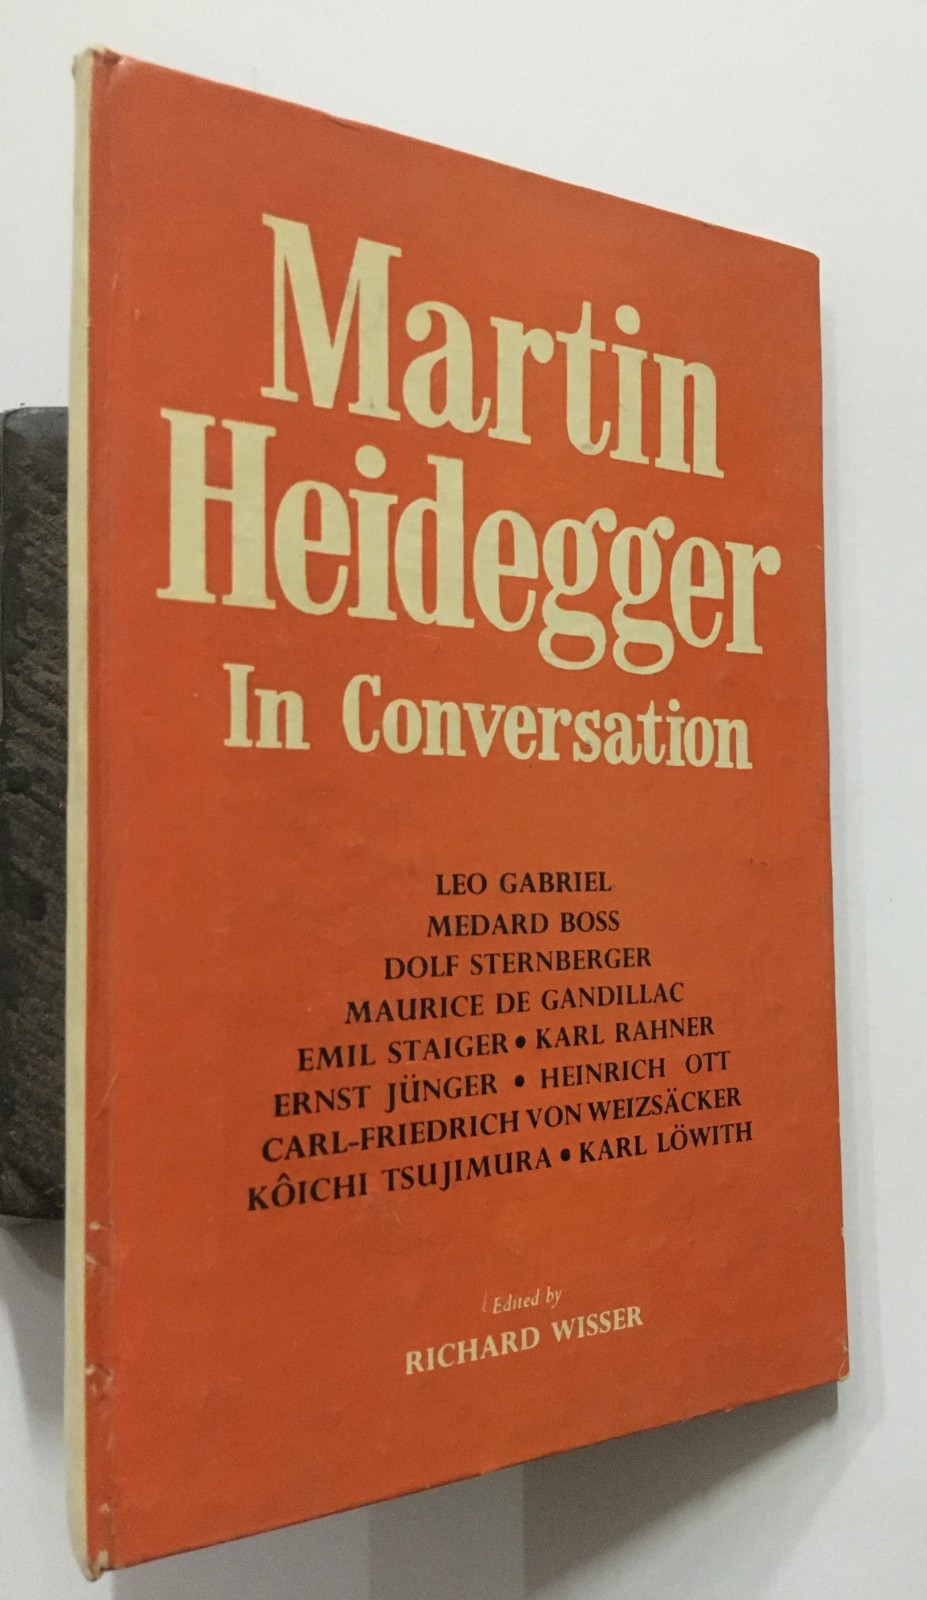 Martin
Heidegger
In Conversation
LEO GABRIEL
MEDARD BOSS
DOLF STERNBERGER
MAURICE DE GANDILLAC
EMIL STAIGER • KARL RAHNER
ERNST JÜNGER • HEINRICH OTT
CARL-FRIEDRICH VON WEIZSÄCKER
KÔICHI TSUJIMURA • KARL LÖWITH
Edited by
RICHARD WISSER